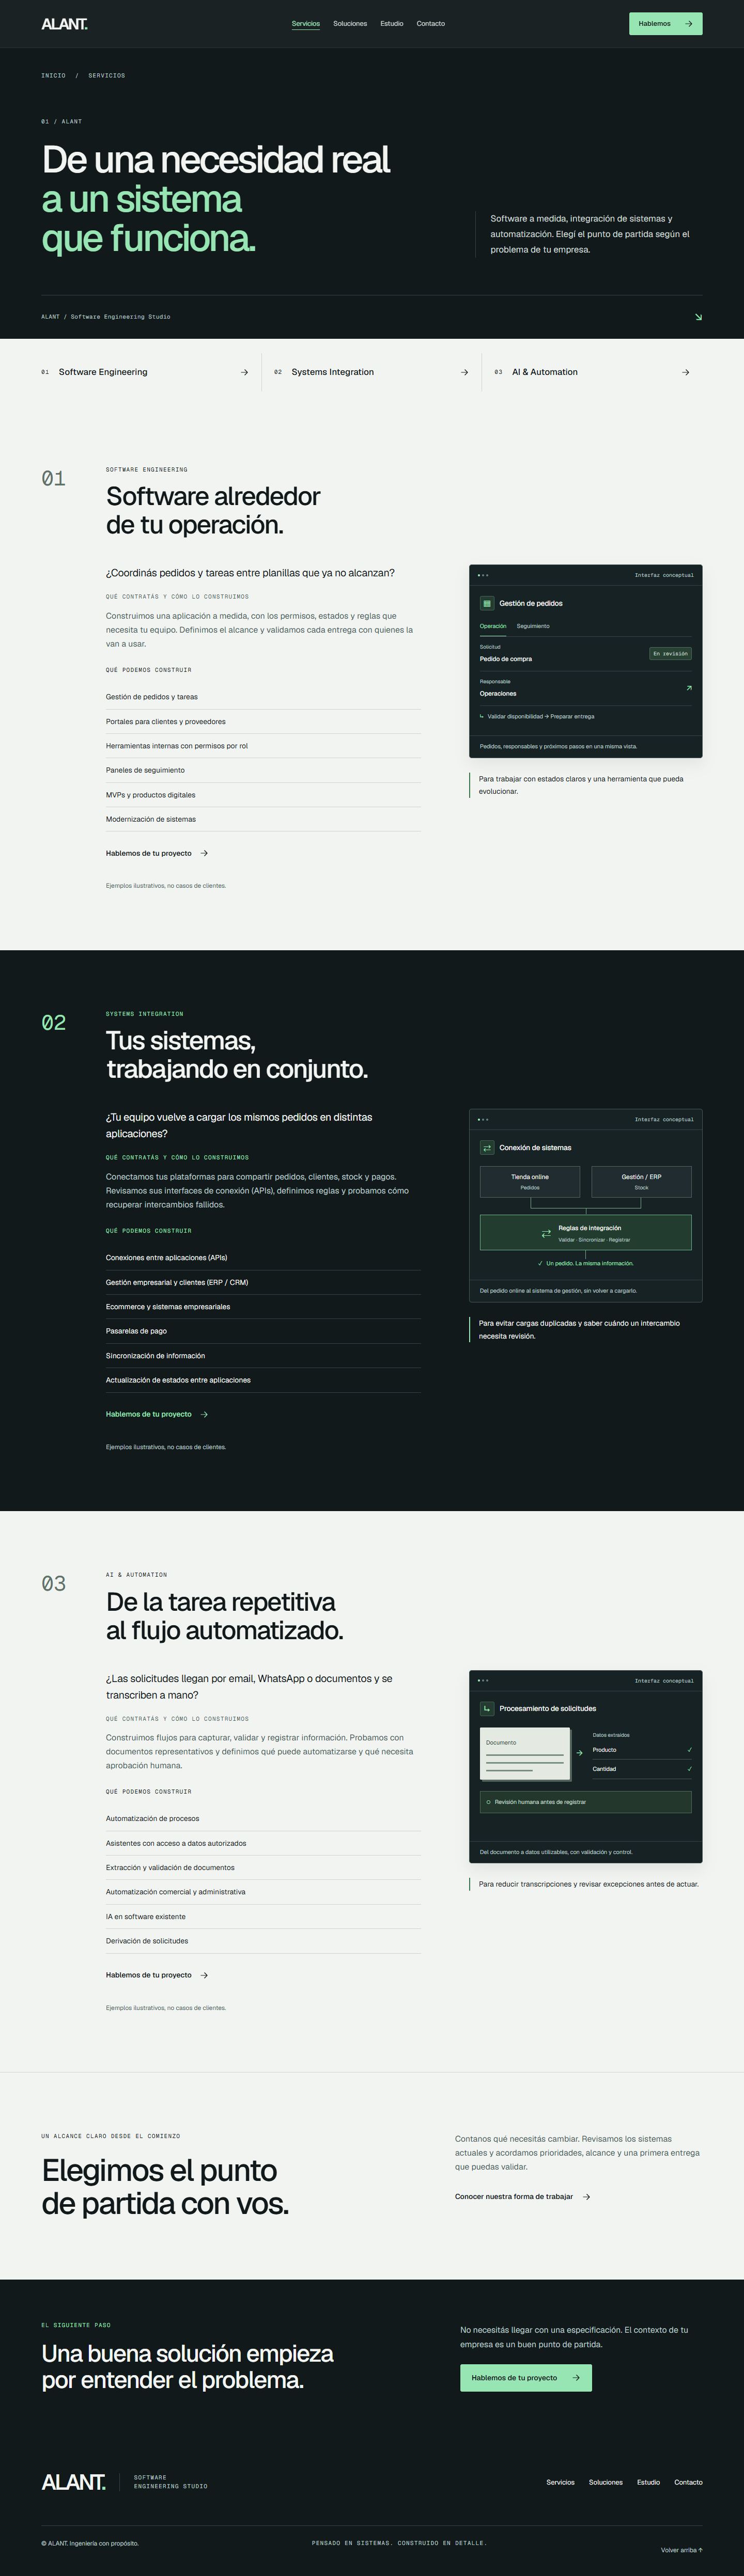 ALANT.
Servicios Soluciones Estudio Contacto
Hablemos →
INICIO / SERVICIOS
01 / ALANT
De una necesidad real
a un sistema
que funciona.
Software a medida, integración de sistemas y
automatización. Elegí el punto de partida según el
problema de tu empresa.
ALANT / Software Engineering Studio ↘
01 Software Engineering →
02 Systems Integration →
03 AI & Automation →
01
SOFTWARE ENGINEERING
Software alrededor
de tu operación.
¿Coordinás pedidos y tareas entre planillas que ya no alcanzan?
QUÉ CONTRATÁS Y CÓMO LO CONSTRUIMOS
Construimos una aplicación a medida, con los permisos, estados y reglas que
necesita tu equipo. Definimos el alcance y validamos cada entrega con quienes la
van a usar.
QUÉ PODEMOS CONSTRUIR
Gestión de pedidos y tareas
Portales para clientes y proveedores
Herramientas internas con permisos por rol
Paneles de seguimiento
MVPs y productos digitales
Modernización de sistemas
Hablemos de tu proyecto →
Ejemplos ilustrativos, no casos de clientes.
Interfaz conceptual
Gestión de pedidos
Operación Seguimiento
Solicitud
Pedido de compra
En revisión
Responsable
Operaciones
↗
↳ Validar disponibilidad → Preparar entrega
Pedidos, responsables y próximos pasos en una misma vista.
Para trabajar con estados claros y una herramienta que pueda
evolucionar.
02
SYSTEMS INTEGRATION
Tus sistemas,
trabajando en conjunto.
¿Tu equipo vuelve a cargar los mismos pedidos en distintas
aplicaciones?
QUÉ CONTRATÁS Y CÓMO LO CONSTRUIMOS
Conectamos tus plataformas para compartir pedidos, clientes, stock y pagos.
Revisamos sus interfaces de conexión (APIs), definimos reglas y probamos cómo
recuperar intercambios fallidos.
QUÉ PODEMOS CONSTRUIR
Conexiones entre aplicaciones (APIs)
Gestión empresarial y clientes (ERP / CRM)
Ecommerce y sistemas empresariales
Pasarelas de pago
Sincronización de información
Actualización de estados entre aplicaciones
Hablemos de tu proyecto →
Ejemplos ilustrativos, no casos de clientes.
Interfaz conceptual
Conexión de sistemas
Tienda online
Pedidos
Gestión / ERP
Stock
Reglas de integración
Validar · Sincronizar · Registrar
✓ Un pedido. La misma información.
Del pedido online al sistema de gestión, sin volver a cargarlo.
Para evitar cargas duplicadas y saber cuándo un intercambio
necesita revisión.
03
AI & AUTOMATION
De la tarea repetitiva
al flujo automatizado.
¿Las solicitudes llegan por email, WhatsApp o documentos y se
transcriben a mano?
QUÉ CONTRATÁS Y CÓMO LO CONSTRUIMOS
Construimos flujos para capturar, validar y registrar información. Probamos con
documentos representativos y definimos qué puede automatizarse y qué necesita
aprobación humana.
QUÉ PODEMOS CONSTRUIR
Automatización de procesos
Asistentes con acceso a datos autorizados
Extracción y validación de documentos
Automatización comercial y administrativa
IA en software existente
Derivación de solicitudes
Hablemos de tu proyecto →
Ejemplos ilustrativos, no casos de clientes.
Interfaz conceptual
Procesamiento de solicitudes
Documento
→
Datos extraídos
Producto ✓
Cantidad ✓
Revisión humana antes de registrar
Del documento a datos utilizables, con validación y control.
Para reducir transcripciones y revisar excepciones antes de actuar.
UN ALCANCE CLARO DESDE EL COMIENZO
Elegimos el punto
de partida con vos.
Contanos qué necesitás cambiar. Revisamos los sistemas
actuales y acordamos prioridades, alcance y una primera entrega
que puedas validar.
Conocer nuestra forma de trabajar →
EL SIGUIENTE PASO
Una buena solución empieza
por entender el problema.
No necesitás llegar con una especificación. El contexto de tu
empresa es un buen punto de partida.
Hablemos de tu proyecto →
ALANT.
SOFTWARE
ENGINEERING STUDIO
Servicios Soluciones Estudio Contacto
© ALANT. Ingeniería con propósito.
PENSADO EN SISTEMAS. CONSTRUIDO EN DETALLE.
Volver arriba ↑